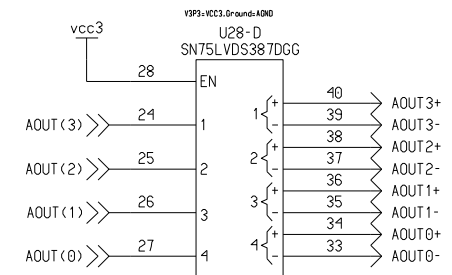 V3P3=VCC3.Ground=AGND
vcc3
U28-D
SN75LVDS387DGG
28
EN
40
1
+
AOUT3+
39
-
AOUT3-
AOUT(3)
24
1
38
2
+
AOUT2+
37
-
AOUT2-
AOUT(2)
25
2
36
3
+
AOUT1+
35
-
AOUT1-
AOUT(1)
26
3
34
4
+
AOUT0+
33
-
AOUT0-
AOUT(0)
27
4